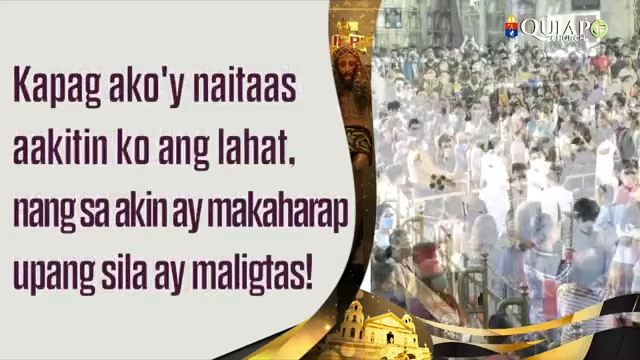 QUIAPO
CHURCH
Kapag ako'y naitaas
aakitin ko ang lahat,
nang sa akin ay makaharap
upang sila ay maligtas!